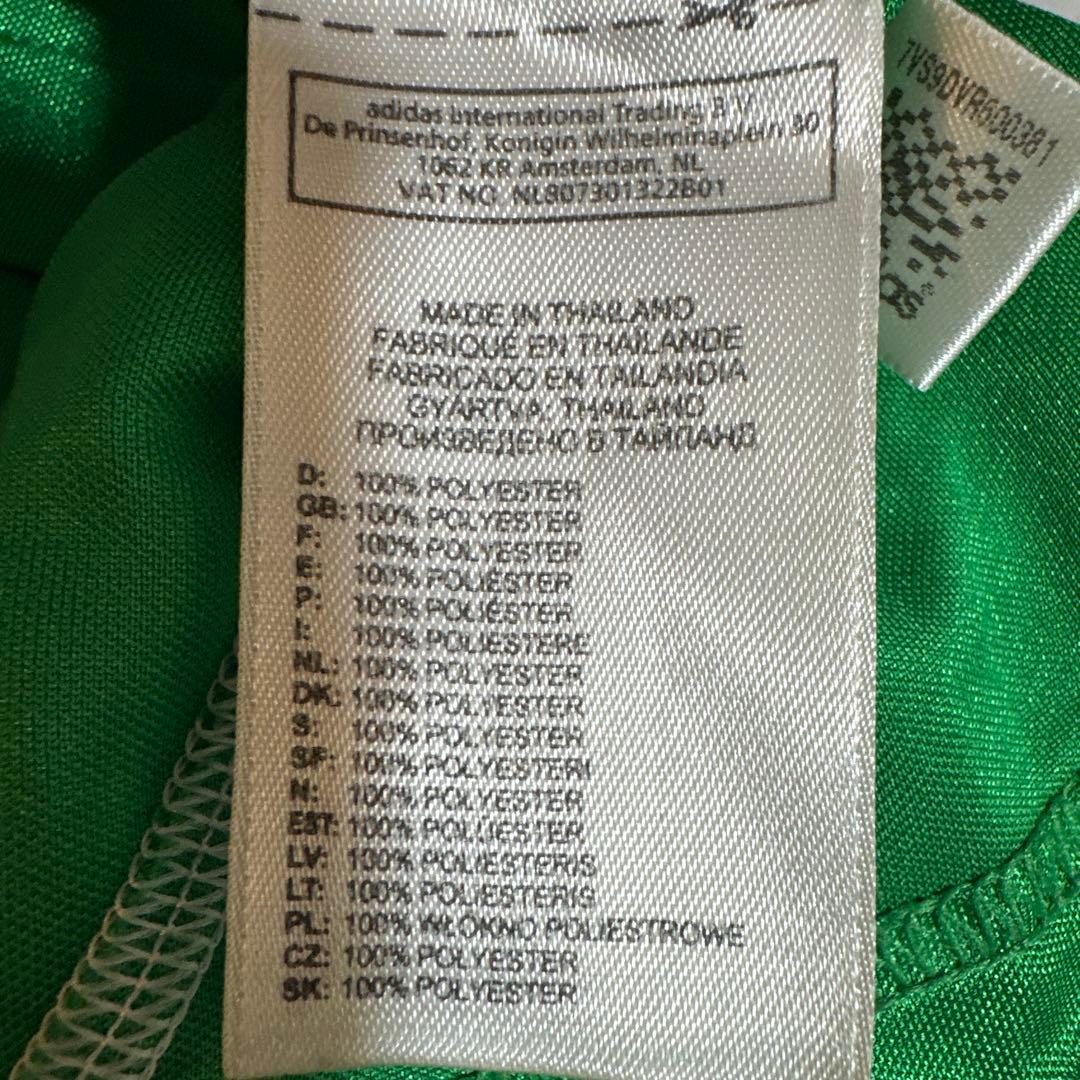 adidas International Trading B.V.
De Prinsenhof, Konigin Wilhelminaplein 30
1062 KR Amsterdam, NL
VAT NO NL807301322B01
MADE IN THAILAND
FABRIQUÉ EN THAÏLANDE
FABRICADO EN TAILANDIA
GYÁRTVA: THAILAND
ПРОИЗВЕДЕНО В ТАЙЛАНД
D: 100% POLYESTER
GB: 100% POLYESTER
F: 100% POLYESTER
E: 100% POLIÉSTER
P: 100% POLIÉSTER
I: 100% POLIESTERE
NL: 100% POLYESTER
DK: 100% POLYESTER
S: 100% POLYESTER
SF: 100% POLYESTERI
N: 100% POLYESTER
EST: 100% POLÜESTER
LV: 100% POLIESTERIS
LT: 100% POLIESTERIS
PL: 100% WŁÓKNO POLIESTROWE
CZ: 100% POLYESTER
SK: 100% POLYESTER
7VS9DVR600381